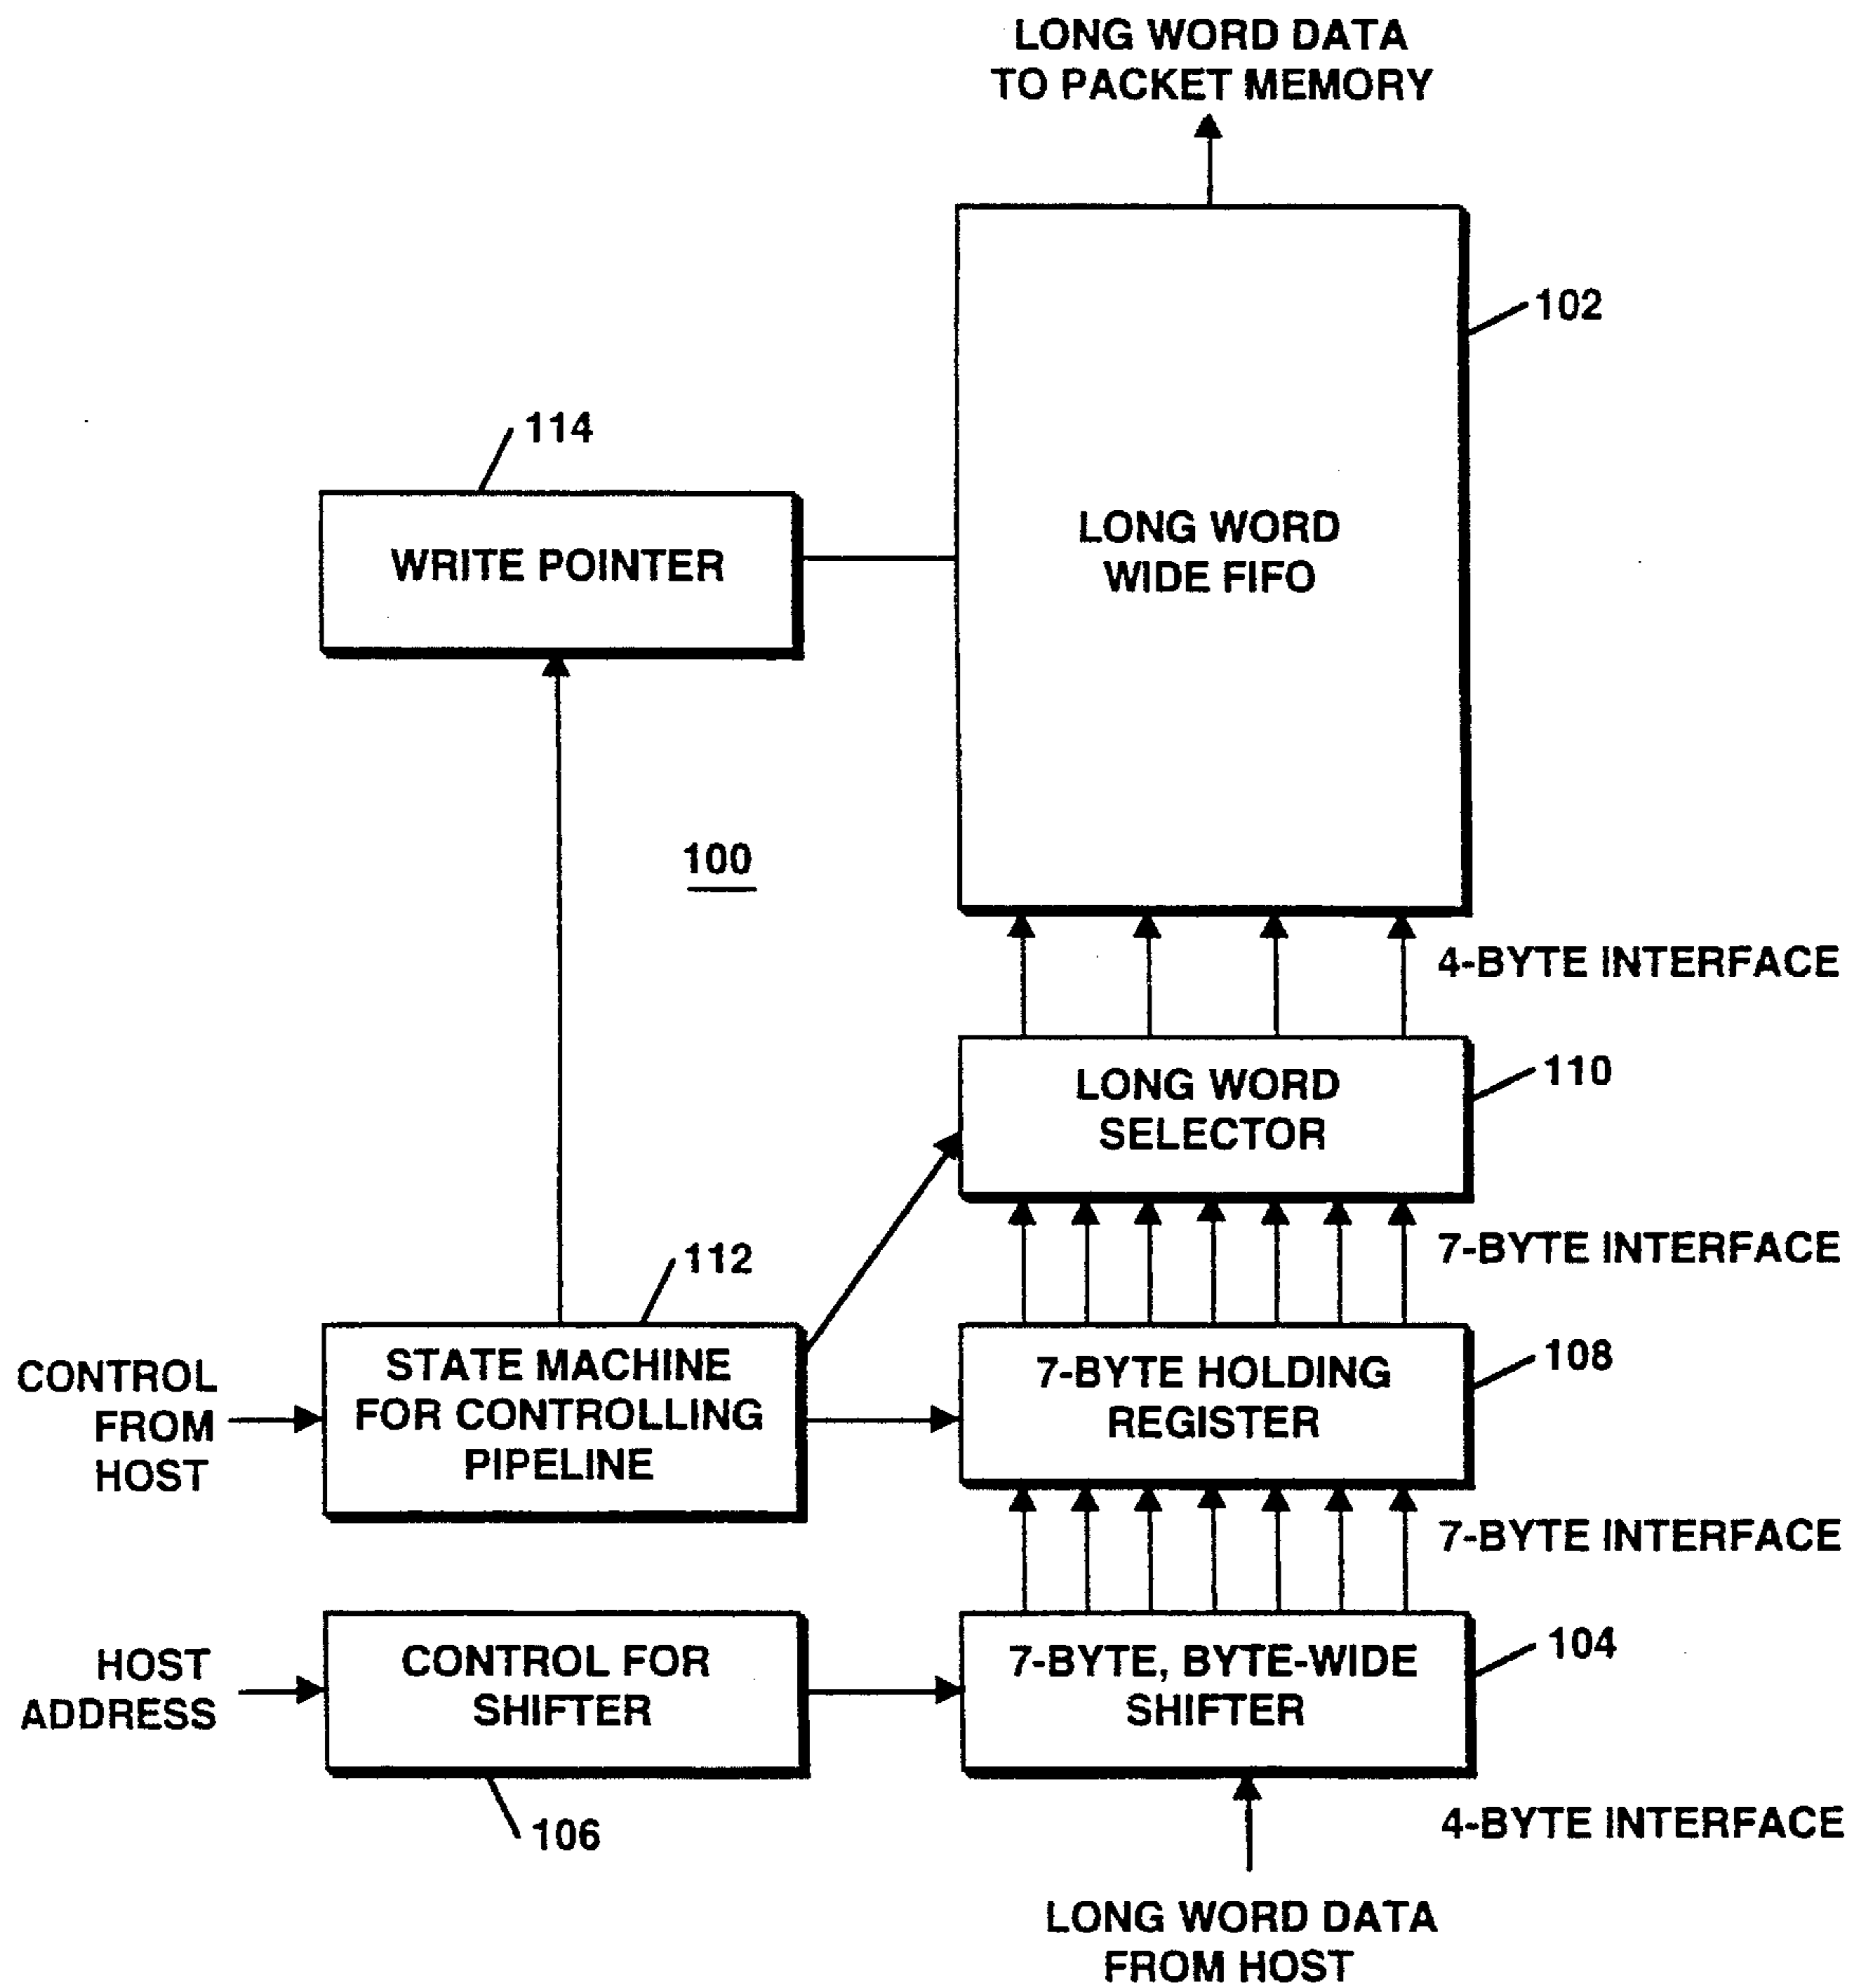 LONG WORD DATA
TO PACKET MEMORY
102
114
WRITE POINTER
LONG WORD
WIDE FIFO
100
4-BYTE INTERFACE
LONG WORD
SELECTOR
110
7-BYTE INTERFACE
112
CONTROL
FROM
HOST
STATE MACHINE
FOR CONTROLLING
PIPELINE
7-BYTE HOLDING
REGISTER
108
7-BYTE INTERFACE
HOST
ADDRESS
CONTROL FOR
SHIFTER
7-BYTE, BYTE-WIDE
SHIFTER
104
106
4-BYTE INTERFACE
LONG WORD DATA
FROM HOST